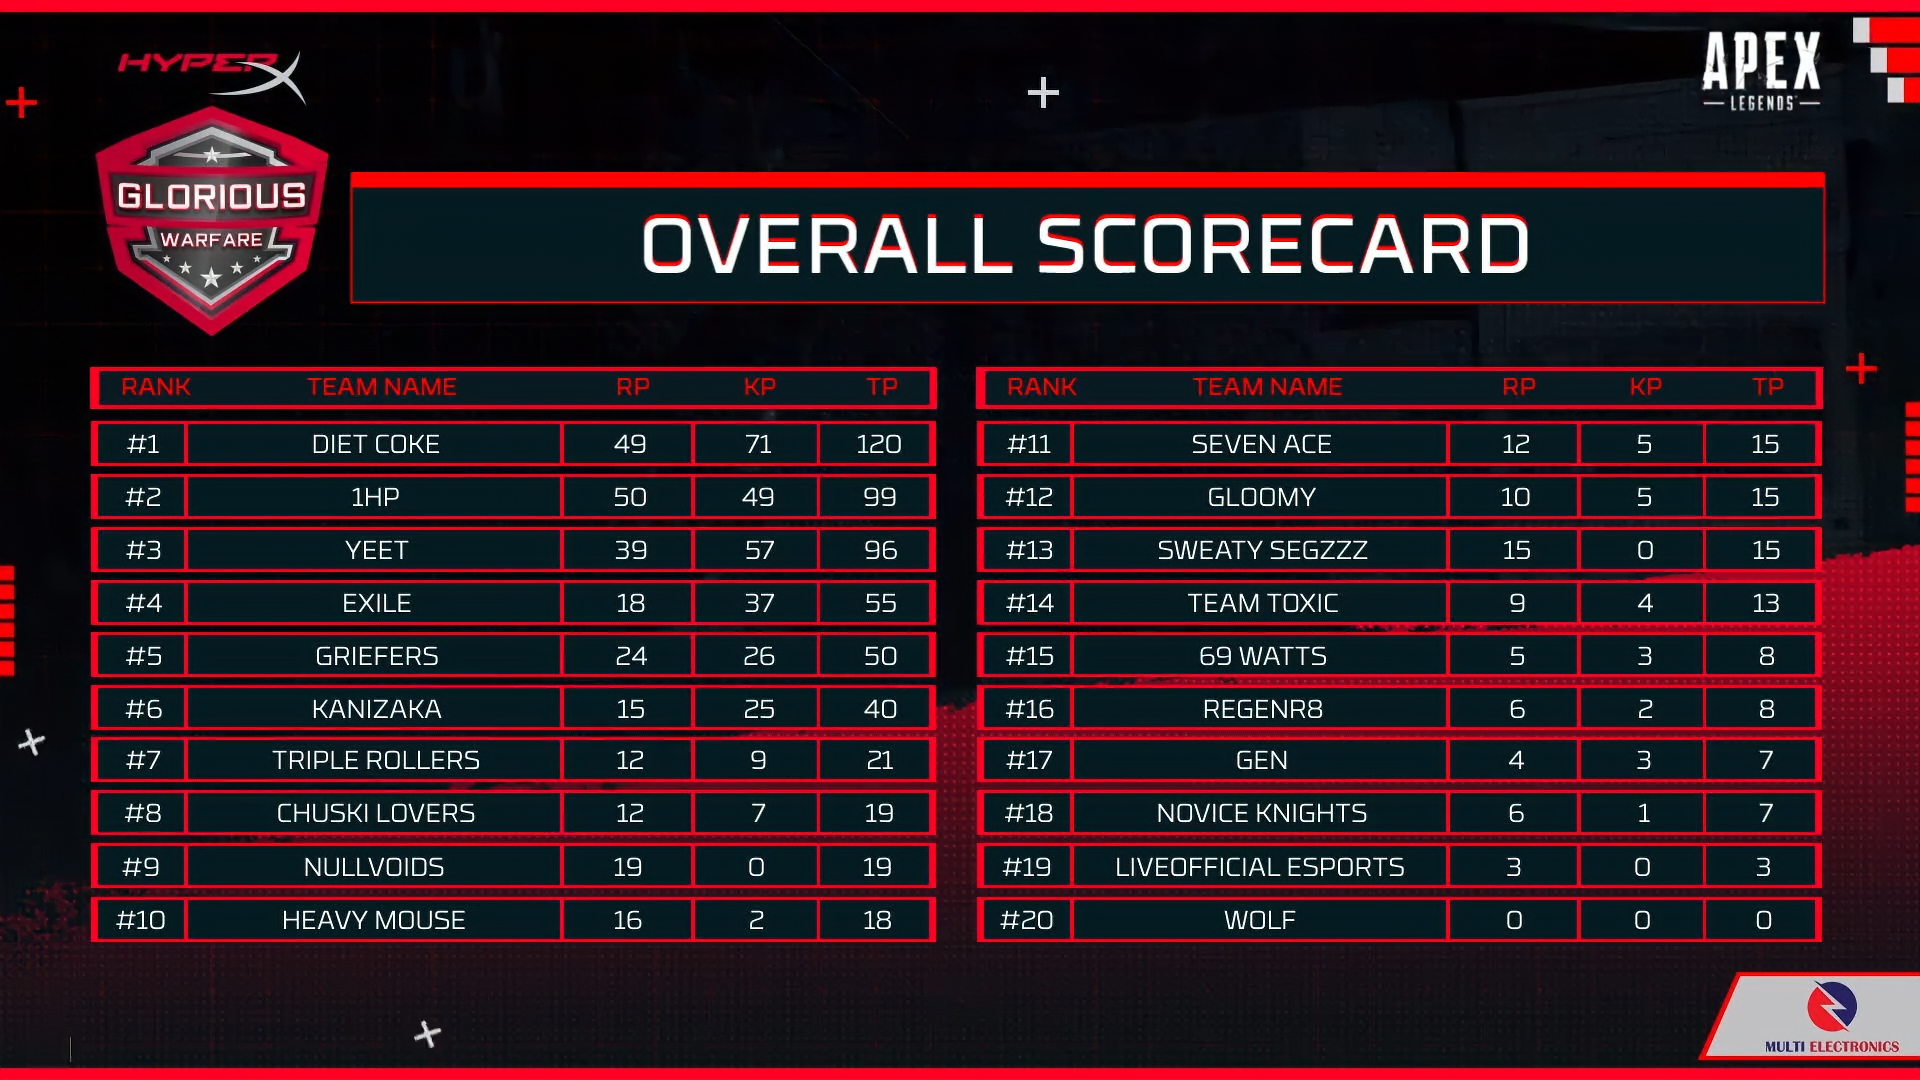 HYPERX
GLORIOUS
WARFARE
APEX
LEGENDS
OVERALL SCORECARD
RANK TEAM NAME RP KP TP
#1 DIET COKE 49 71 120
#2 1HP 50 49 99
#3 YEET 39 57 96
#4 EXILE 18 37 55
#5 GRIEFERS 24 26 50
#6 KANIZAKA 15 25 40
#7 TRIPLE ROLLERS 12 9 21
#8 CHUSKI LOVERS 12 7 19
#9 NULLVOIDS 19 0 19
#10 HEAVY MOUSE 16 2 18
RANK TEAM NAME RP KP TP
#11 SEVEN ACE 12 5 15
#12 GLOOMY 10 5 15
#13 SWEATY SEGZZZ 15 0 15
#14 TEAM TOXIC 9 4 13
#15 69 WATTS 5 3 8
#16 REGENR8 6 2 8
#17 GEN 4 3 7
#18 NOVICE KNIGHTS 6 1 7
#19 LIVEOFFICIAL ESPORTS 3 0 3
#20 WOLF 0 0 0
MULTI ELECTRONICS